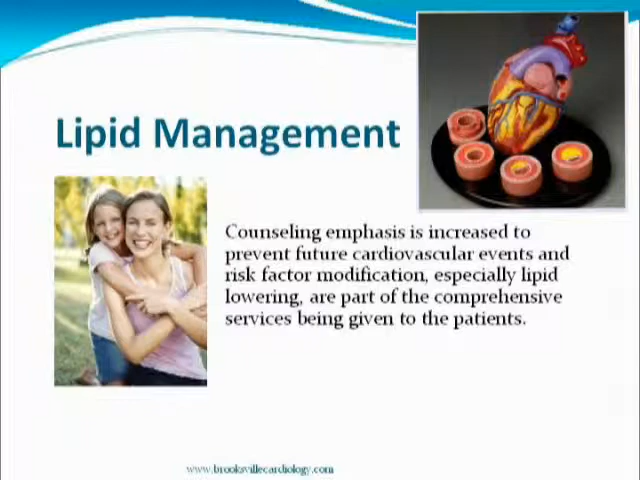 Lipid Management
Counseling emphasis is increased to
prevent future cardiovascular events and
risk factor modification, especially lipid
lowering, are part of the comprehensive
services being given to the patients.
www.brooksvillecardiology.com